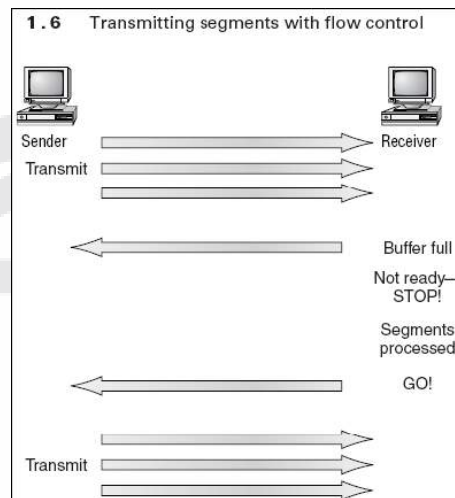 1.6 Transmitting segments with flow control
Sender
Receiver
Transmit
Buffer full
Not ready—
STOP!
Segments
processed
GO!
Transmit